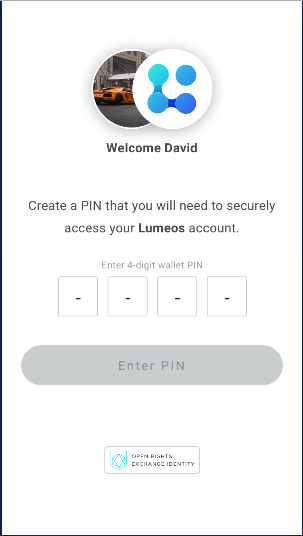 Welcome David
Create a PIN that you will need to securely
access your Lumeos account.
Enter 4-digit wallet PIN
- - - -
Enter PIN
OPEN RIGHTS
EXCHANGE IDENTITY